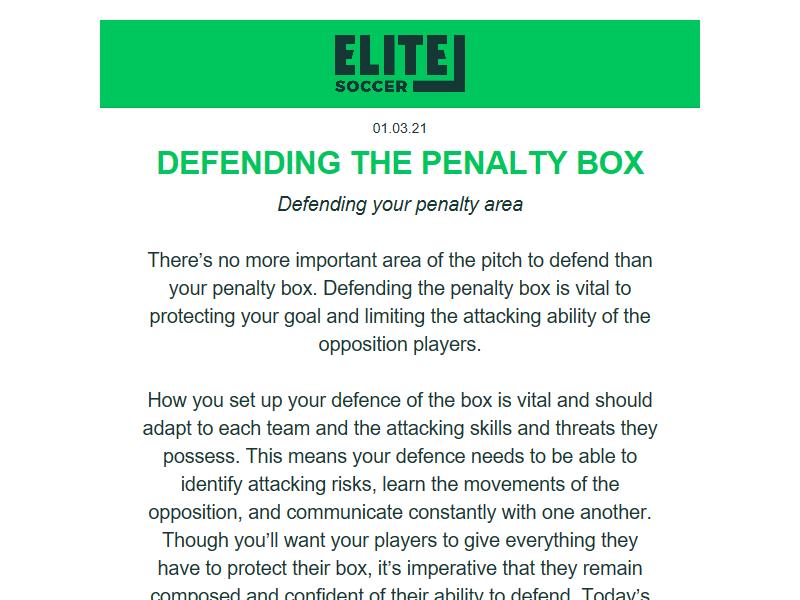 ELITE
SOCCER
01.03.21
DEFENDING THE PENALTY BOX
Defending your penalty area
There’s no more important area of the pitch to defend than
your penalty box. Defending the penalty box is vital to
protecting your goal and limiting the attacking ability of the
opposition players.
How you set up your defence of the box is vital and should
adapt to each team and the attacking skills and threats they
possess. This means your defence needs to be able to
identify attacking risks, learn the movements of the
opposition, and communicate constantly with one another.
Though you’ll want your players to give everything they
have to protect their box, it’s imperative that they remain
composed and confident of their ability to defend. Today’s